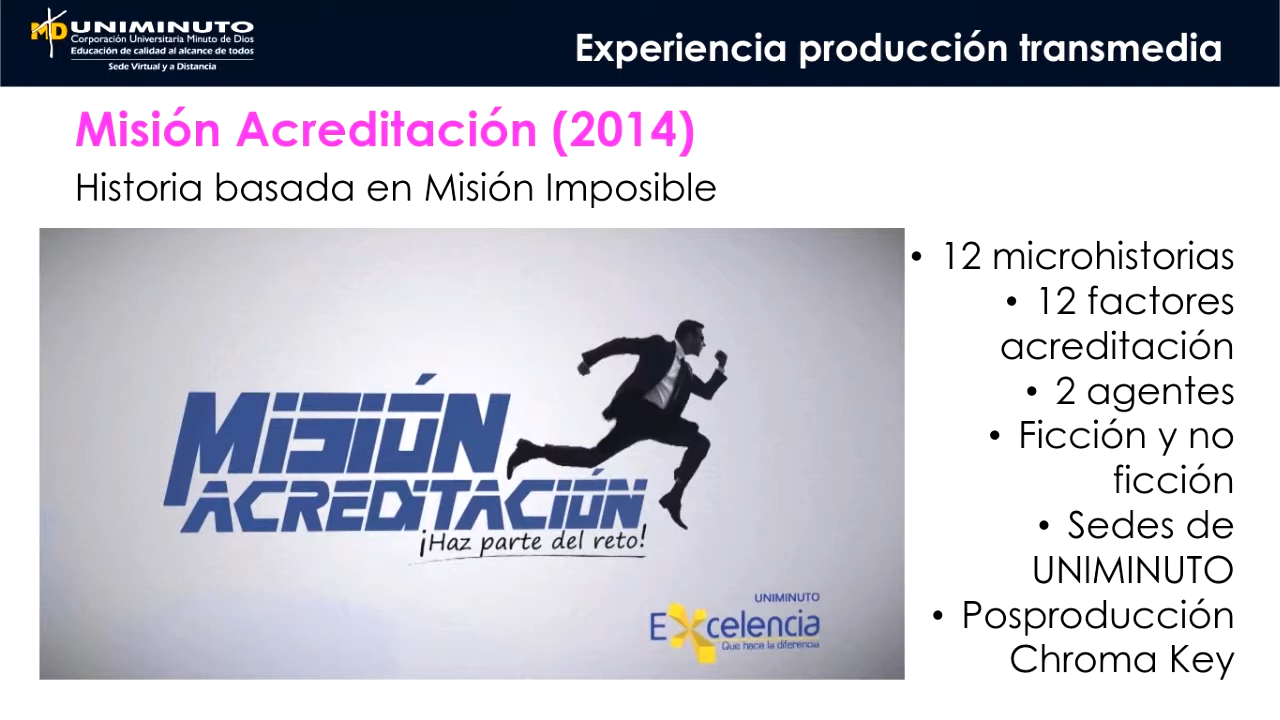 UNIMINUTO
Corporación Universitaria Minuto de Dios
Educación de calidad al alcance de todos
Sede Virtual y a Distancia
Experiencia producción transmedia
Misión Acreditación (2014)
Historia basada en Misión Imposible
MISIÓN
ACREDITACIÓN
¡Haz parte del reto!
UNIMINUTO
Excelencia
Que hace la diferencia
• 12 microhistorias
• 12 factores
acreditación
• 2 agentes
• Ficción y no
ficción
• Sedes de
UNIMINUTO
• Posproducción
Chroma Key